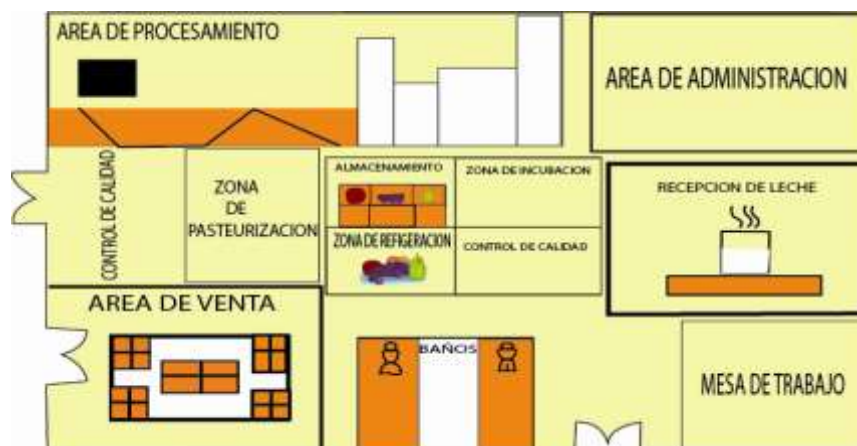 AREA DE PROCESAMIENTO
AREA DE ADMINISTRACION
CONTROL DE CALIDAD
ZONA
DE
PASTEURIZACION
ALMACENAMIENTO
ZONA DE INCUBACION
RECEPCION DE LECHE
ZONA DE REFIGERACION
CONTROL DE CALIDAD
AREA DE VENTA
BAÑCIS
MESA DE TRABAJO